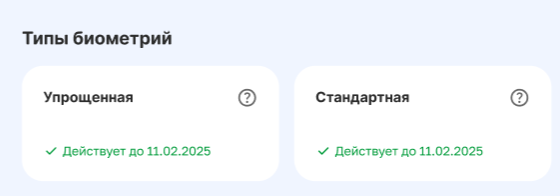 Типы биометрий
Упрощенная
Стандартная
Действует до 11.02.2025
Действует до 11.02.2025